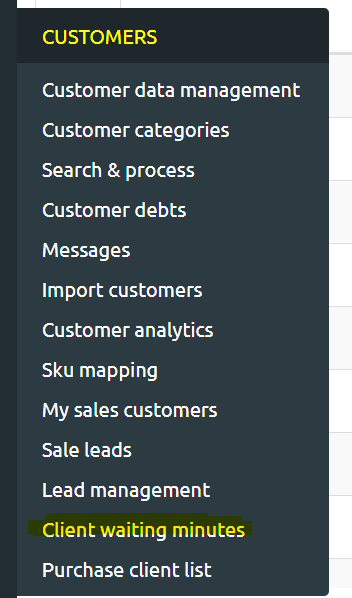 CUSTOMERS
Customer data management
Customer categories
Search & process
Customer debts
Messages
Import customers
Customer analytics
Sku mapping
My sales customers
Sale leads
Lead management
Client waiting minutes
Purchase client list